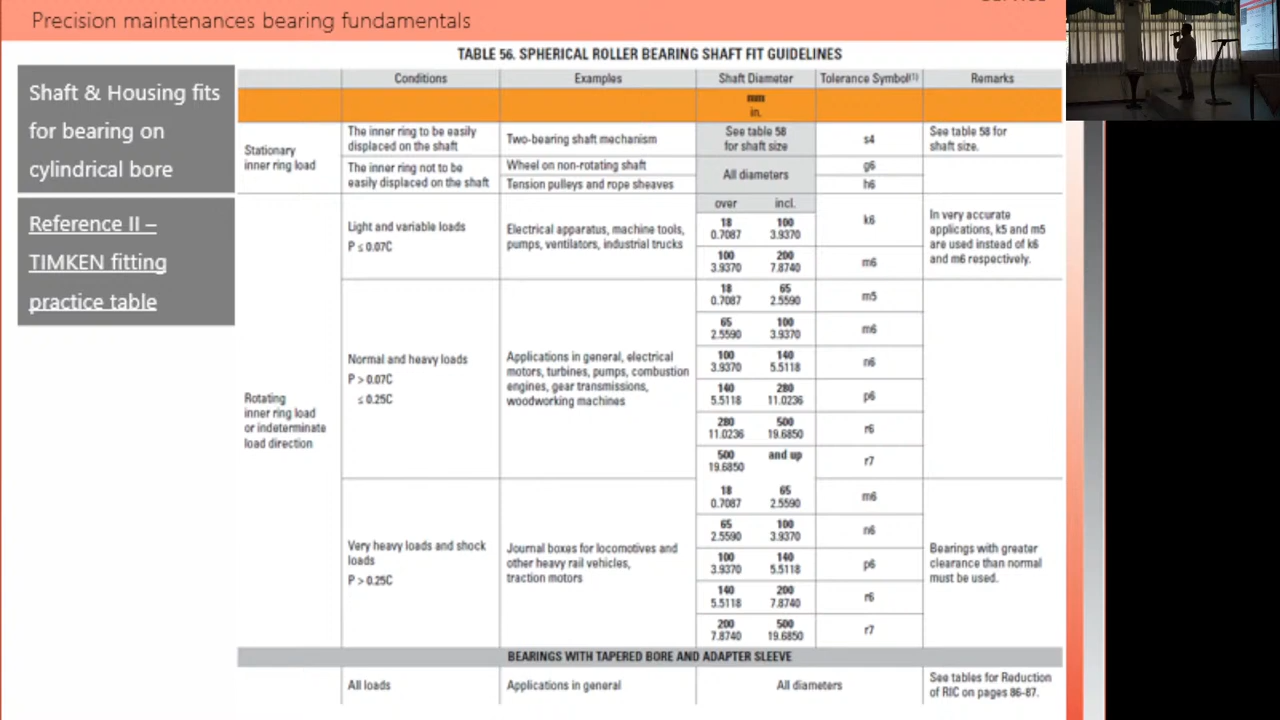 Precision maintenances bearing fundamentals
Shaft & Housing fits
for bearing on
cylindrical bore
Reference II –
TIMKEN fitting
practice table
TABLE 56. SPHERICAL ROLLER BEARING SHAFT FIT GUIDELINES
Conditions Examples Shaft Diameter Tolerance Symbol(1) Remarks
mm
in.
Stationary
inner ring load
The inner ring to be easily
displaced on the shaft
Two-bearing shaft mechanism
See table 58
for shaft size
s4
See table 58 for
shaft size.
The inner ring not to be
easily displaced on the shaft
Wheel on non-rotating shaft
All diameters
g6
Tension pulleys and rope sheaves
h6
Rotating
inner ring load
or indeterminate
load direction
Light and variable loads
P ≤ 0.07C
Electrical apparatus, machine tools,
pumps, ventilators, industrial trucks
over incl.
18 100
0.7087 3.9370
k6
100 200
3.9370 7.8740
m6
In very accurate
applications, k5 and m5
are used instead of k6
and m6 respectively.
Normal and heavy loads
P > 0.07C
≤ 0.25C
Applications in general, electrical
motors, turbines, pumps, combustion
engines, gear transmissions,
woodworking machines
18 65
0.7087 2.5590
m5
65 100
2.5590 3.9370
m6
100 140
3.9370 5.5118
n6
140 280
5.5118 11.0236
p6
280 500
11.0236 19.6850
r6
500 and up
19.6850
r7
Very heavy loads and shock
loads
P > 0.25C
Journal boxes for locomotives and
other heavy rail vehicles,
traction motors
18 65
0.7087 2.5590
m6
65 100
2.5590 3.9370
n6
100 140
3.9370 5.5118
p6
140 200
5.5118 7.8740
r6
200 500
7.8740 19.6850
r7
Bearings with greater
clearance than normal
must be used.
BEARINGS WITH TAPERED BORE AND ADAPTER SLEEVE
All loads Applications in general All diameters
See tables for Reduction
of RIC on pages 86-87.